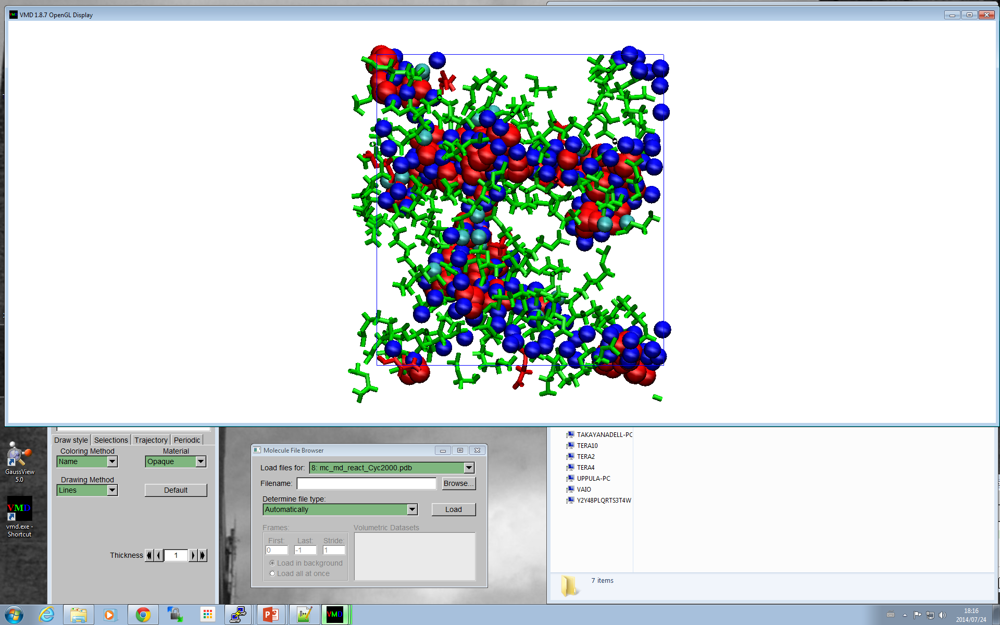 VMD 1.8.7 OpenGL Display
Draw style
Selections
Trajectory
Periodic
Coloring Method
Material
Name
Opaque
Drawing Method
Lines
Default
Thickness
1
Molecule File Browser
Load files for:
8: mc_md_react_Cyc2000.pdb
Filename:
Browse...
Determine file type:
Automatically
Load
Frames:
Volumetric Datasets
First:
Last:
Stride:
0
-1
1
Load in background
Load all at once
TAKAYANADELL-PC
TERA10
TERA2
TERA4
UPPULA-PC
VAIO
Y2Y48PLQRTS3T4W
7 items
GaussView
5.0
VMD
vmd.exe -
Shortcut
VMD
18:16
2014/07/24